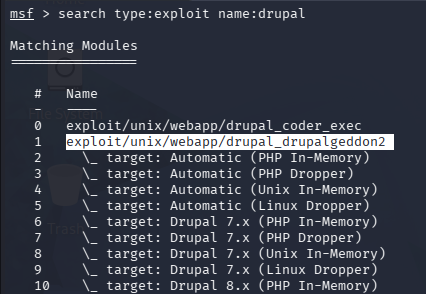 msf > search type:exploit name:drupal
Matching Modules
================
# Name
- ----
0 exploit/unix/webapp/drupal_coder_exec
1 exploit/unix/webapp/drupal_drupalgeddon2
2 \_ target: Automatic (PHP In-Memory)
3 \_ target: Automatic (PHP Dropper)
4 \_ target: Automatic (Unix In-Memory)
5 \_ target: Automatic (Linux Dropper)
6 \_ target: Drupal 7.x (PHP In-Memory)
7 \_ target: Drupal 7.x (PHP Dropper)
8 \_ target: Drupal 7.x (Unix In-Memory)
9 \_ target: Drupal 7.x (Linux Dropper)
10 \_ target: Drupal 8.x (PHP In-Memory)